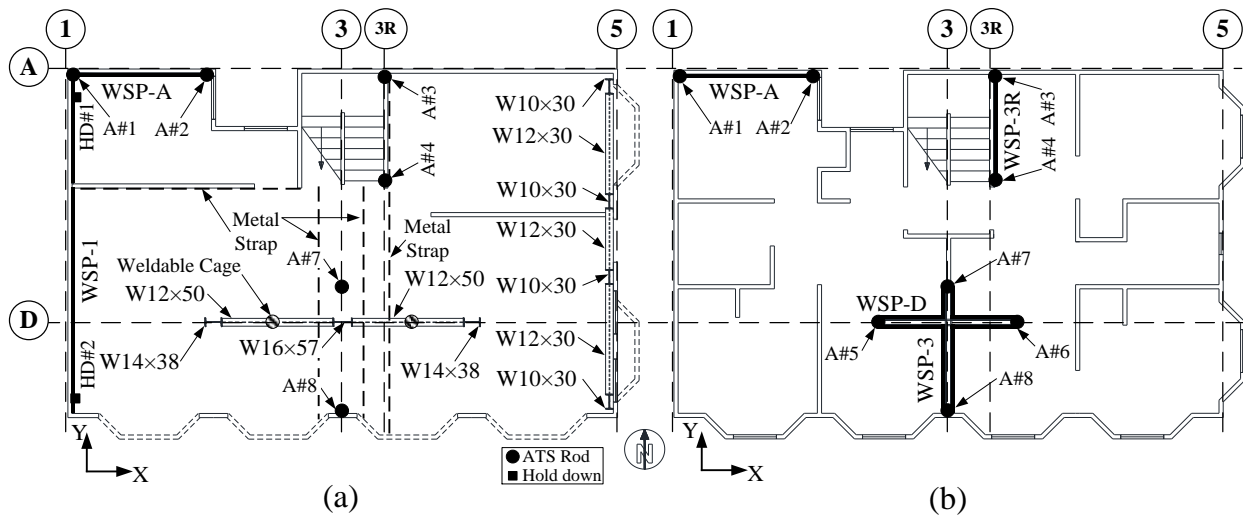 1
3
3R
5
1
3
3R
5
A
WSP-A
A#1
A#2
HD#1
A#3
A#4
W10×30
W12×30
W10×30
Metal
Strap
Metal
Strap
W12×30
A#7
Weldable Cage
W12×50
W12×50
W10×30
WSP-1
D
W14×38
W16×57
W14×38
W12×30
HD#2
A#8
W10×30
Y
X
ATS Rod
Hold down
N
(a)
WSP-A
A#1
A#2
WSP-3R
A#3
A#4
A#7
WSP-D
A#5
A#6
WSP-3
A#8
Y
X
(b)